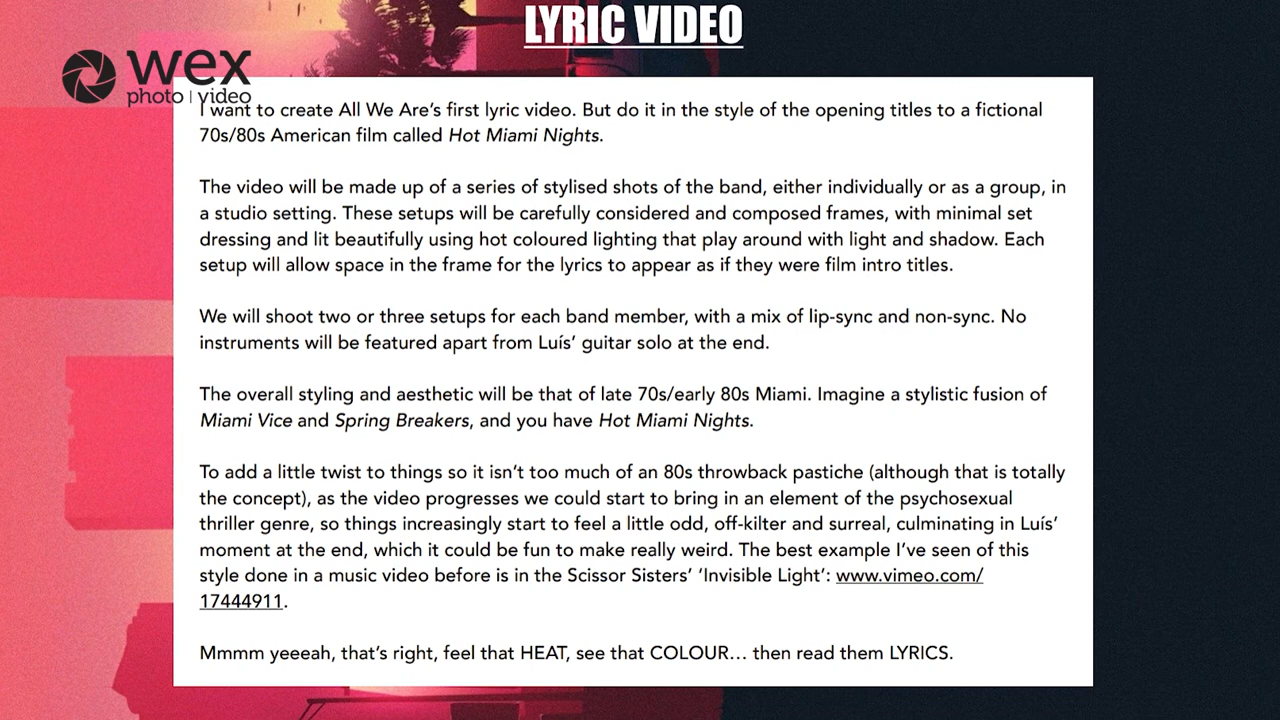 LYRIC VIDEO
wex
photo | video
I want to create All We Are’s first lyric video. But do it in the style of the opening titles to a fictional
70s/80s American film called Hot Miami Nights.
The video will be made up of a series of stylised shots of the band, either individually or as a group, in
a studio setting. These setups will be carefully considered and composed frames, with minimal set
dressing and lit beautifully using hot coloured lighting that play around with light and shadow. Each
setup will allow space in the frame for the lyrics to appear as if they were film intro titles.
We will shoot two or three setups for each band member, with a mix of lip-sync and non-sync. No
instruments will be featured apart from Luís’ guitar solo at the end.
The overall styling and aesthetic will be that of late 70s/early 80s Miami. Imagine a stylistic fusion of
Miami Vice and Spring Breakers, and you have Hot Miami Nights.
To add a little twist to things so it isn’t too much of an 80s throwback pastiche (although that is totally
the concept), as the video progresses we could start to bring in an element of the psychosexual
thriller genre, so things increasingly start to feel a little odd, off-kilter and surreal, culminating in Luís’
moment at the end, which it could be fun to make really weird. The best example I’ve seen of this
style done in a music video before is in the Scissor Sisters’ ‘Invisible Light’: www.vimeo.com/
17444911.
Mmmm yeeeah, that’s right, feel that HEAT, see that COLOUR… then read them LYRICS.